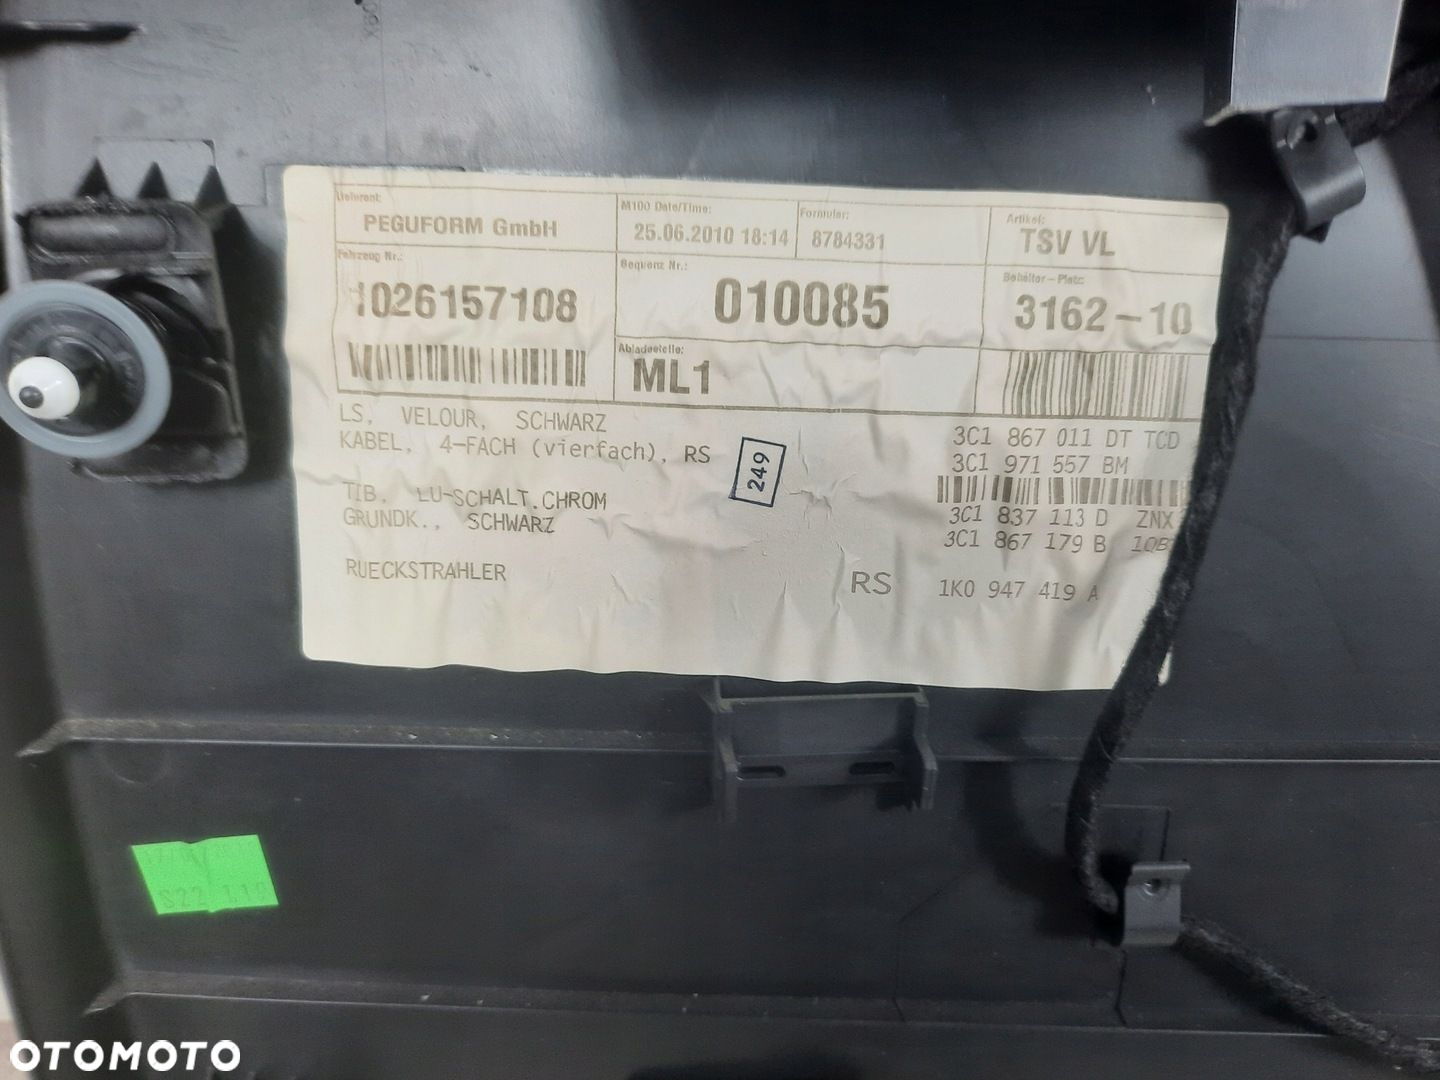 Lieferant:
PEGUFORM GmbH
M100 Date/Time:
25.06.2010 18:14
Formular:
8784331
Artikel:
TSV VL
Fahrzeug Nr.:
1026157108
Sequenz Nr.:
010085
Behälter-Platz:
3162-10
Abladestelle:
ML1
LS, VELOUR, SCHWARZ
3C1 867 011 DT TCD
KABEL, 4-FACH (vierfach), RS
3C1 971 557 BM
249
TIB. LU-SCHALT.CHROM
3C1 837 113 D ZNX
GRUNDK., SCHWARZ
3C1 867 179 B
RUECKSTRAHLER
RS 1K0 947 419 A
S22
OTOMOTO